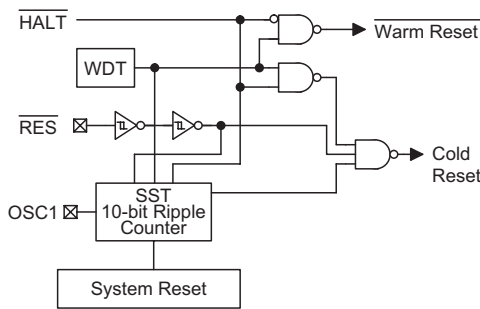 HALT
Warm Reset
WDT
RES
Cold
Reset
OSC1
SST
10-bit Ripple
Counter
System Reset